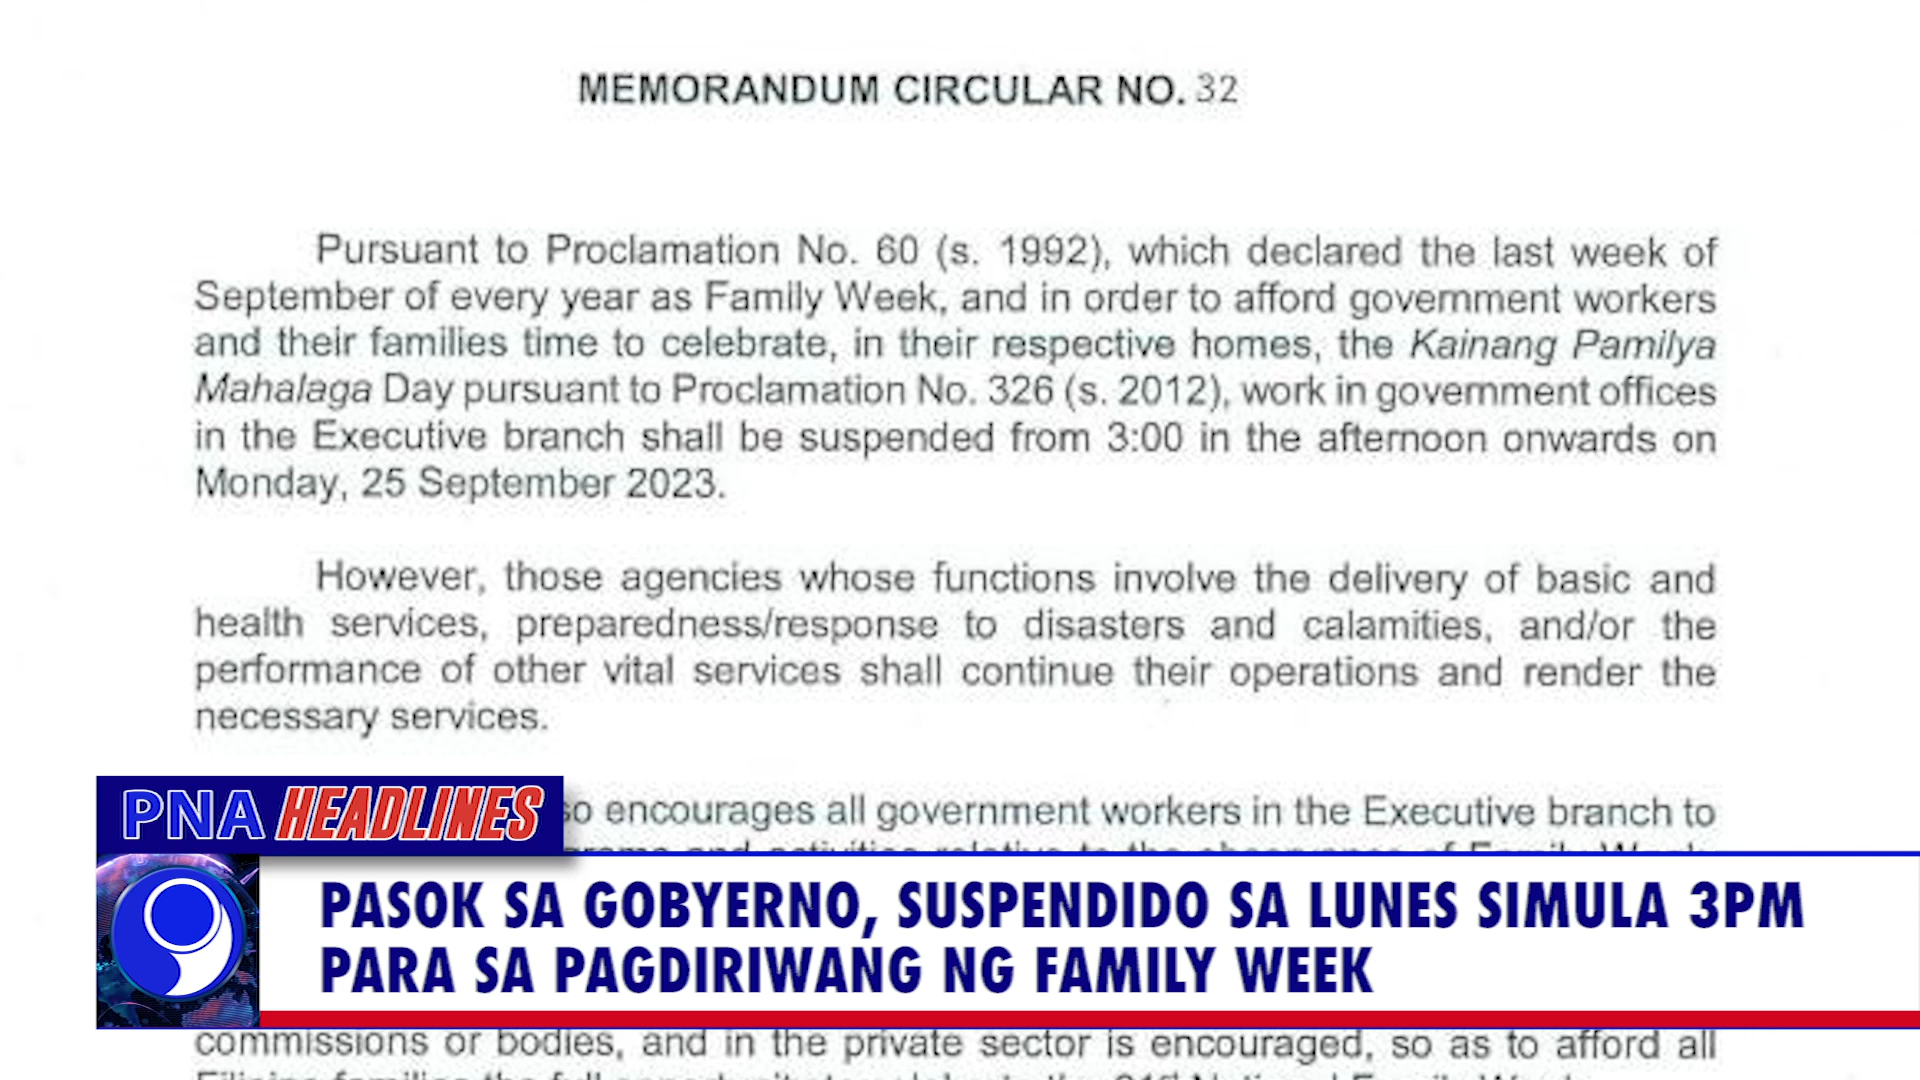 MEMORANDUM CIRCULAR NO. 32
Pursuant to Proclamation No. 60 (s. 1992), which declared the last week of
September of every year as Family Week, and in order to afford government workers
and their families time to celebrate, in their respective homes, the Kainang Pamilya
Mahalaga Day pursuant to Proclamation No. 326 (s. 2012), work in government offices
in the Executive branch shall be suspended from 3:00 in the afternoon onwards on
Monday, 25 September 2023.
However, those agencies whose functions involve the delivery of basic and
health services, preparedness/response to disasters and calamities, and/or the
performance of other vital services shall continue their operations and render the
necessary services.
encourages all government workers in the Executive branch to
PNA HEADLINES
PASOK SA GOBYERNO, SUSPENDIDO SA LUNES SIMULA 3PM
PARA SA PAGDIRIWANG NG FAMILY WEEK
commissions or bodies, and in the private sector is encouraged, so as to afford all